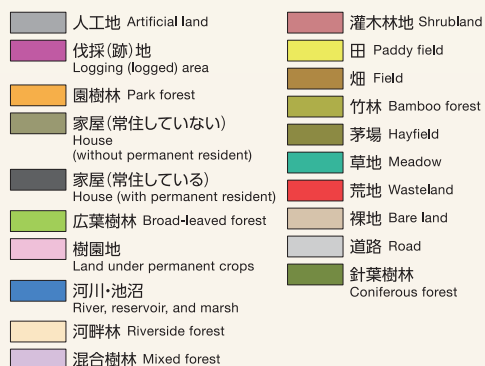 人工地 Artificial land
伐採(跡)地
Logging (logged) area
園樹林 Park forest
家屋(常住していない)
House
(without permanent resident)
家屋(常住している)
House (with permanent resident)
広葉樹林 Broad-leaved forest
樹園地
Land under permanent crops
河川・池沼
River, reservoir, and marsh
河畔林 Riverside forest
混合樹林 Mixed forest
灌木林地 Shrubland
田 Paddy field
畑 Field
竹林 Bamboo forest
茅場 Hayfield
草地 Meadow
荒地 Wasteland
裸地 Bare land
道路 Road
針葉樹林
Coniferous forest